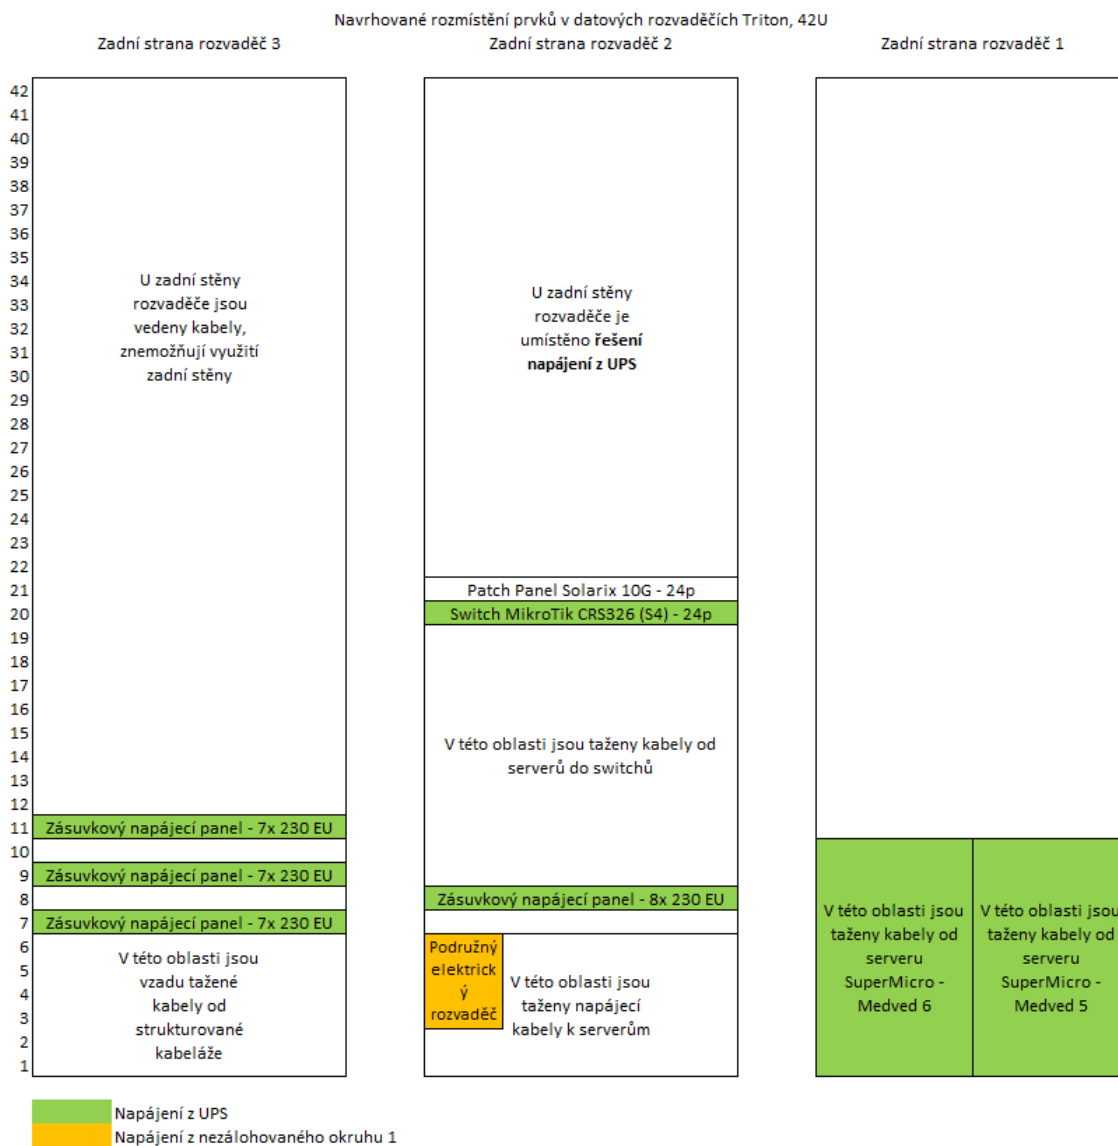 Navrhované rozmístění prvků v datových rozvaděčích Triton, 42U
Zadní strana rozvaděč 3
Zadní strana rozvaděč 2
Zadní strana rozvaděč 1
42
41
40
39
38
37
36
35
34
33
32
31
30
29
28
27
26
25
24
23
22
21
20
19
18
17
16
15
14
13
12
11
10
9
8
7
6
5
4
3
2
1
U zadní stěny
rozvaděče jsou
vedeny kabely,
znemožňují využití
zadní stěny
Zásuvkový napájecí panel - 7x 230 EU
Zásuvkový napájecí panel - 7x 230 EU
Zásuvkový napájecí panel - 7x 230 EU
V této oblasti jsou
vzadu tažené
kabely od
strukturované
kabeláže
U zadní stěny
rozvaděče je
umístěno řešení
napájení z UPS
Patch Panel Solarix 10G - 24p
Switch MikroTik CRS326 (S4) - 24p
V této oblasti jsou taženy kabely od
serverů do switchů
Zásuvkový napájecí panel - 8x 230 EU
Podružný
elektrick
ý
rozvaděč
V této oblasti jsou
taženy napájecí
kabely k serverům
V této oblasti jsou
taženy kabely od
serveru
SuperMicro -
Medved 6
V této oblasti jsou
taženy kabely od
serveru
SuperMicro -
Medved 5
Napájení z UPS
Napájení z nezálohovaného okruhu 1